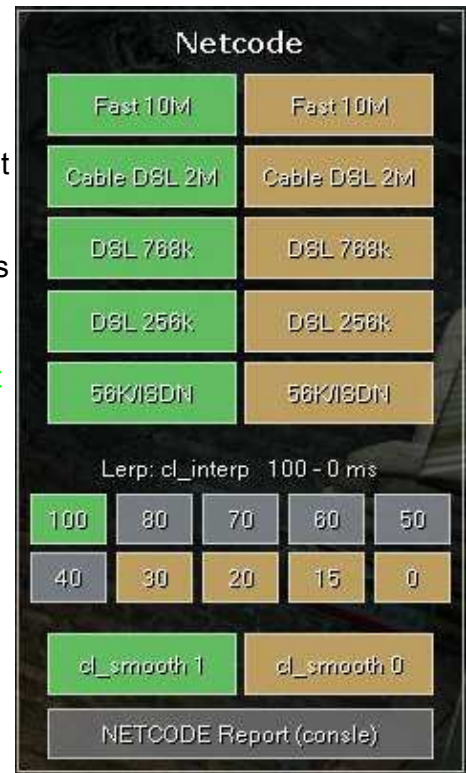 Netcode
Fast 10M Fast 10M
Cable DSL 2M Cable DSL 2M
DSL 768k DSL 768k
DSL 256k DSL 256k
56K/ISDN 56K/ISDN
Lerp: cl_interp 100 - 0 ms
100 80 70 60 50
40 30 20 15 0
cl_smooth 1 cl_smooth 0
NETCODE Report (consle)